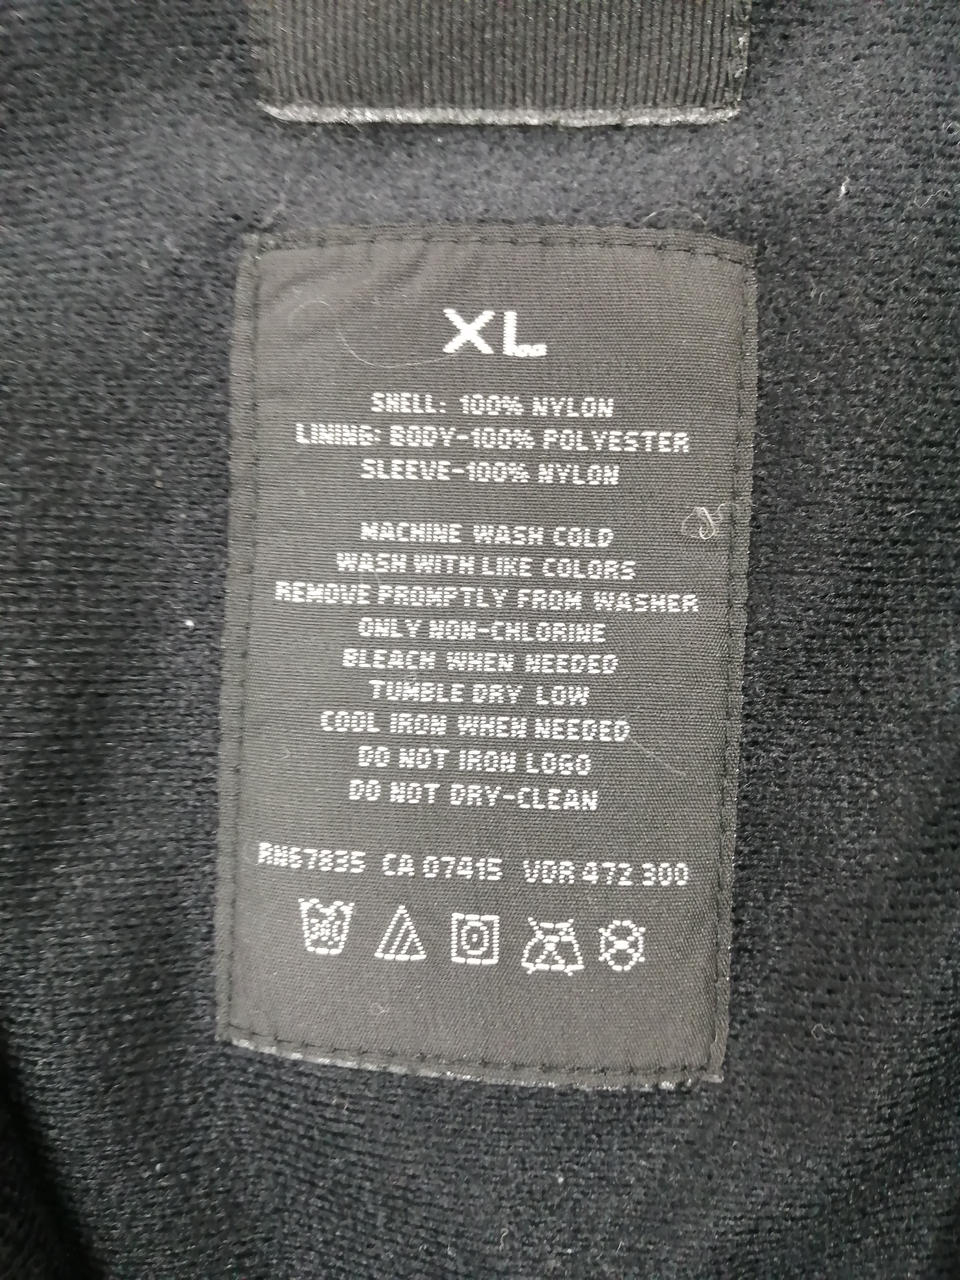 XL
SHELL: 100% NYLON
LINING: BODY-100% POLYESTER
SLEEVE-100% NYLON
MACHINE WASH COLD
WASH WITH LIKE COLORS
REMOVE PROMPTLY FROM WASHER
ONLY NON-CHLORINE
BLEACH WHEN NEEDED
TUMBLE DRY LOW
COOL IRON WHEN NEEDED
DO NOT IRON LOGO
DO NOT DRY-CLEAN
RN67835 CA 07415 VDR 472 300